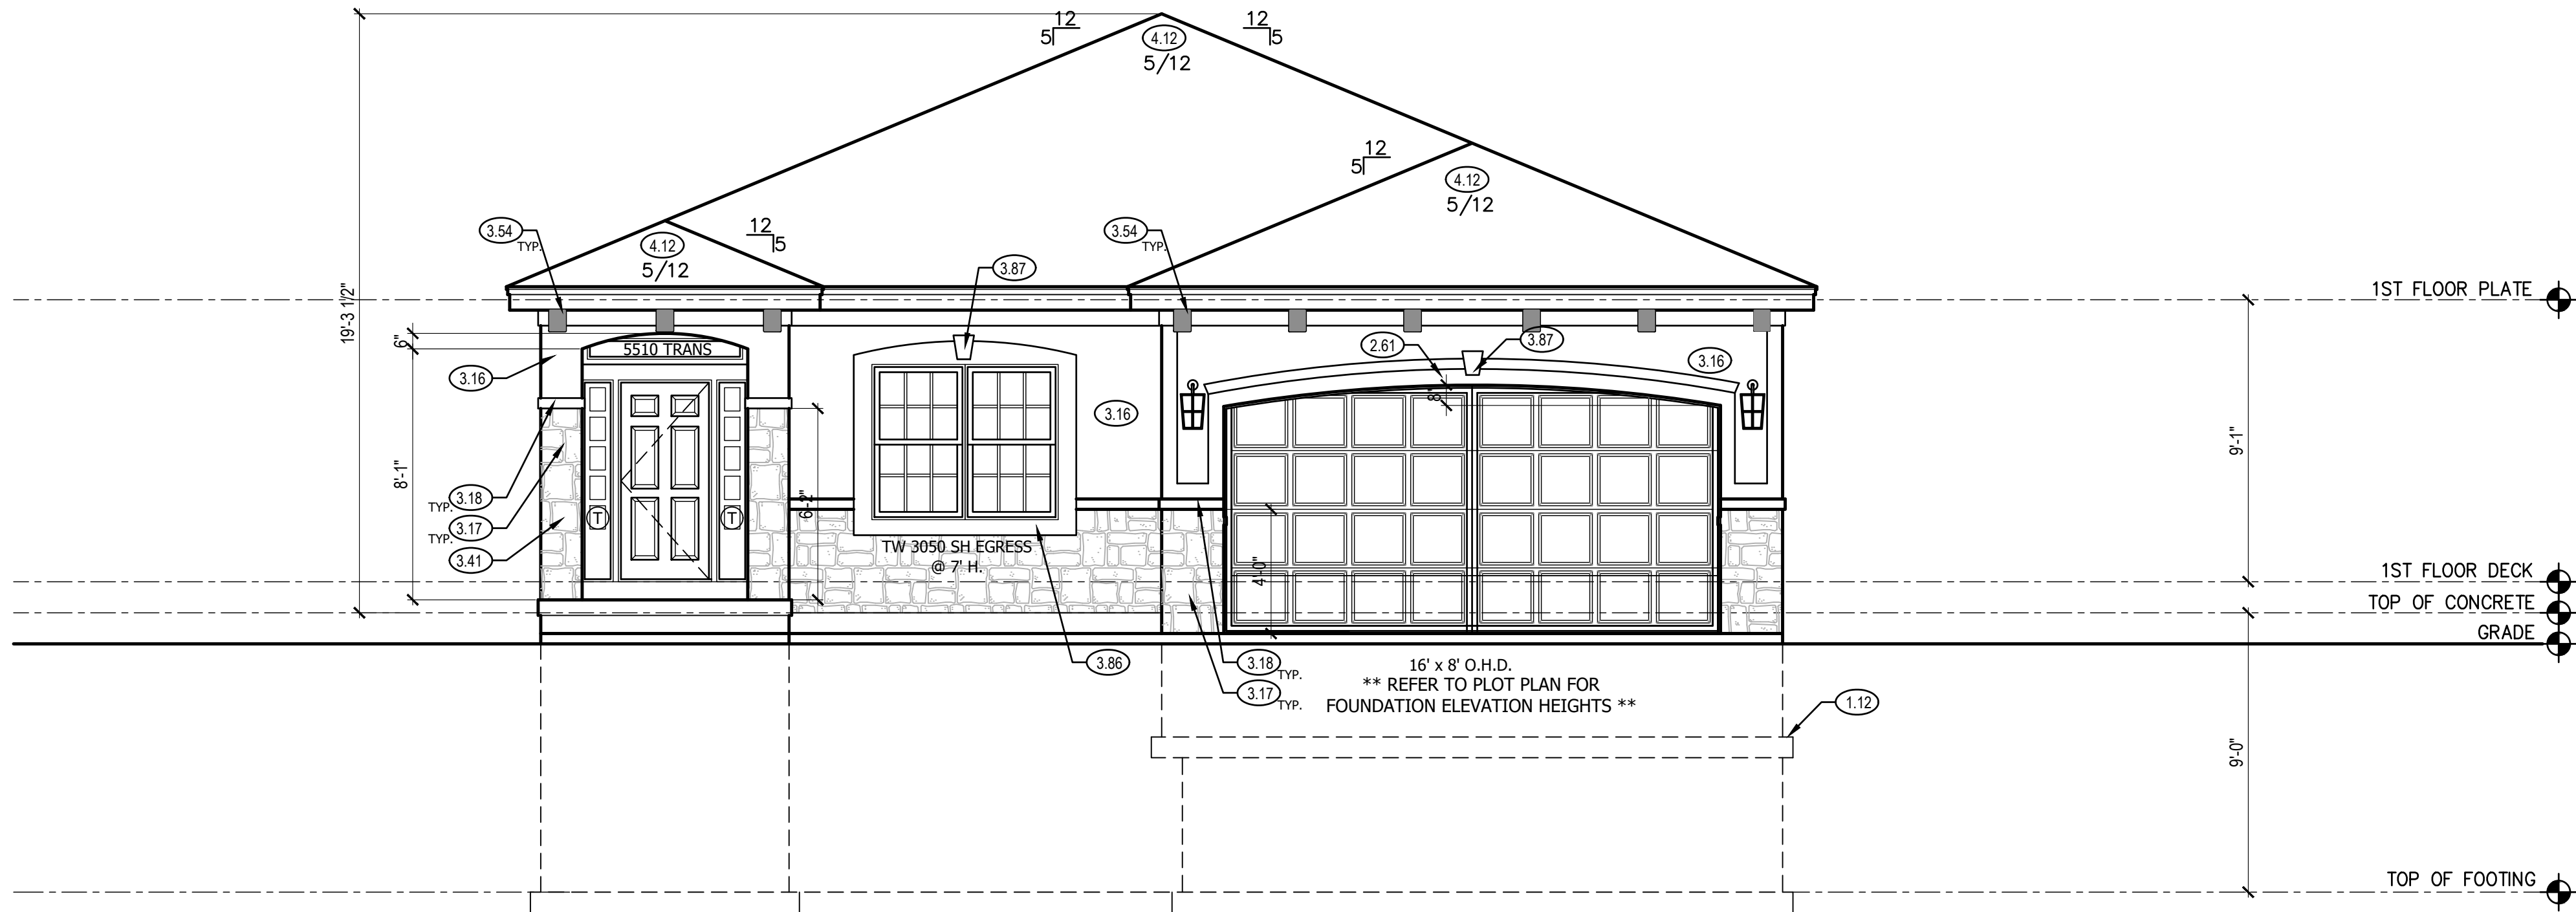 12
5
12
5
4.12
5/12
12
5
4.12
5/12
3.54
TYP.
12
5
4.12
5/12
3.54
TYP.
3.87
19'-3 1/2"
1ST FLOOR PLATE
6"
5510 TRANS
3.16
2.61
3.87
3.16
8"
3.16
8'-1"
6'-2"
9'-1"
3.18
TYP.
3.17
TYP.
3.41
TW 3050 SH EGRESS
@ 7' H.
T
T
4'-0"
1ST FLOOR DECK
TOP OF CONCRETE
GRADE
3.86
3.18
TYP.
3.17
TYP.
16' x 8' O.H.D.
** REFER TO PLOT PLAN FOR
FOUNDATION ELEVATION HEIGHTS **
1.12
9'-0"
TOP OF FOOTING